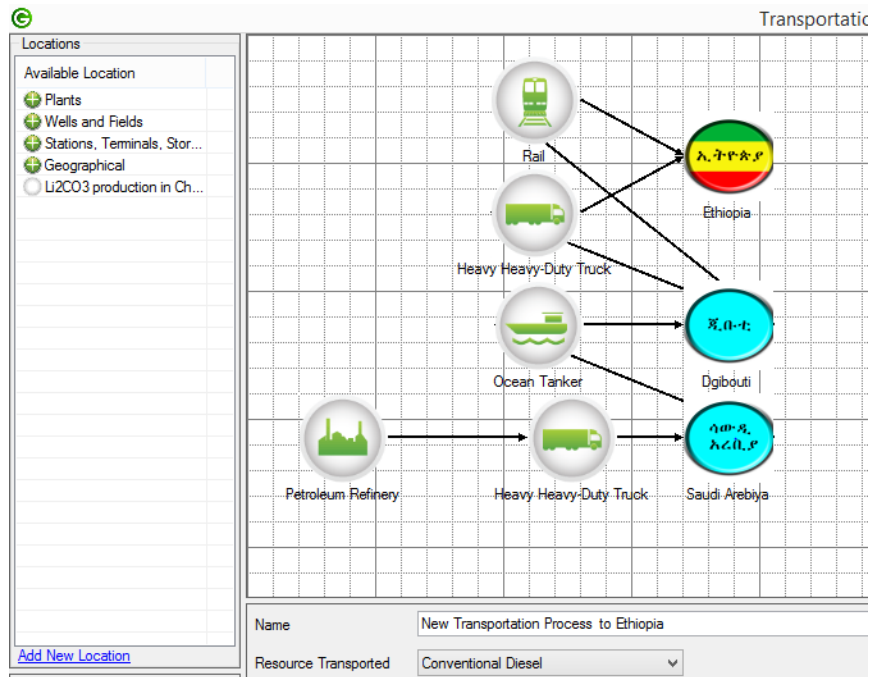 Transportatio
Locations
Available Location
Plants
Wells and Fields
Stations, Terminals, Stor...
Geographical
Li2CO3 production in Ch...
Add New Location
Rail
ኢትዮጵያ
Ethiopia
Heavy Heavy-Duty Truck
Ocean Tanker
ጂቡቲ
Dgibouti
Petroleum Refinery
Heavy Heavy-Duty Truck
ሳውዲ
አረቢያ
Saudi Arebiya
Name
New Transportation Process to Ethiopia
Resource Transported
Conventional Diesel